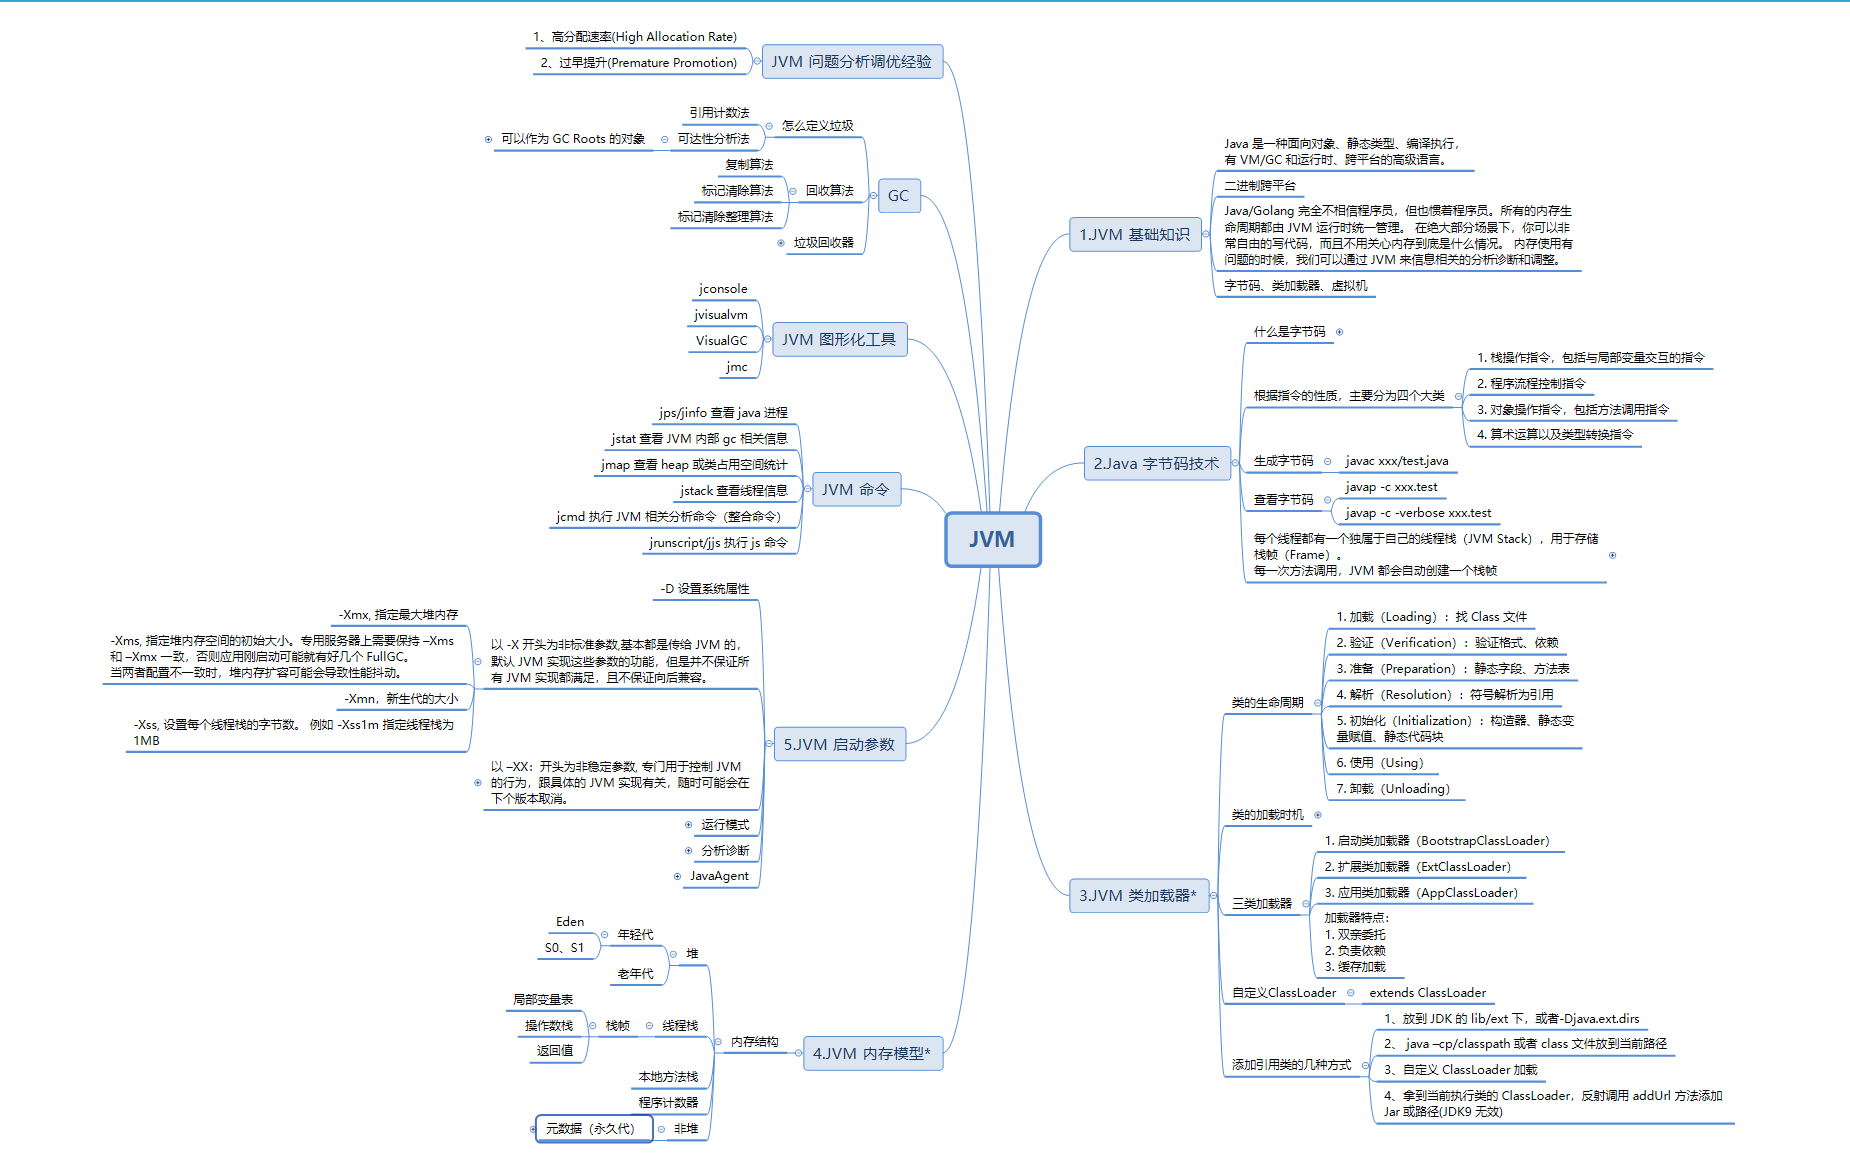 JVM
1.JVM 基础知识
Java 是一种面向对象、静态类型、编译执行，
有 VM/GC 和运行时、跨平台的高级语言。
二进制跨平台
Java/Golang 完全不相信程序员，但也惯着程序员。所有的内存生
命周期都由 JVM 运行时统一管理。 在绝大部分场景下，你可以非
常自由的写代码，而且不用关心内存到底是什么情况。 内存使用有
问题的时候，我们可以通过 JVM 来信息相关的分析诊断和调整。
字节码、类加载器、虚拟机
2.Java 字节码技术
什么是字节码
根据指令的性质，主要分为四个大类
1. 栈操作指令，包括与局部变量交互的指令
2. 程序流程控制指令
3. 对象操作指令，包括方法调用指令
4. 算术运算以及类型转换指令
生成字节码
javac xxx/test.java
查看字节码
javap -c xxx.test
javap -c -verbose xxx.test
每个线程都有一个独属于自己的线程栈（JVM Stack），用于存储
栈帧（Frame）。
每一次方法调用，JVM 都会自动创建一个栈帧
3.JVM 类加载器*
类的生命周期
1. 加载（Loading）：找 Class 文件
2. 验证（Verification）：验证格式、依赖
3. 准备（Preparation）：静态字段、方法表
4. 解析（Resolution）：符号解析为引用
5. 初始化（Initialization）：构造器、静态变
量赋值、静态代码块
6. 使用（Using）
7. 卸载（Unloading）
类的加载时机
三类加载器
1. 启动类加载器（BootstrapClassLoader）
2. 扩展类加载器（ExtClassLoader）
3. 应用类加载器（AppClassLoader）
加载器特点：
1. 双亲委托
2. 负责依赖
3. 缓存加载
自定义ClassLoader
extends ClassLoader
添加引用类的几种方式
1、放到 JDK 的 lib/ext 下，或者-Djava.ext.dirs
2、 java –cp/classpath 或者 class 文件放到当前路径
3、自定义 ClassLoader 加载
4、拿到当前执行类的 ClassLoader，反射调用 addUrl 方法添加
Jar 或路径(JDK9 无效)
JVM 问题分析调优经验
1、高分配速率(High Allocation Rate)
2、过早提升(Premature Promotion)
GC
怎么定义垃圾
引用计数法
可达性分析法
可以作为 GC Roots 的对象
回收算法
复制算法
标记清除算法
标记清除整理算法
垃圾回收器
JVM 图形化工具
jconsole
jvisualvm
VisualGC
jmc
JVM 命令
jps/jinfo 查看 java 进程
jstat 查看 JVM 内部 gc 相关信息
jmap 查看 heap 或类占用空间统计
jstack 查看线程信息
jcmd 执行 JVM 相关分析命令（整合命令）
jrunscript/jjs 执行 js 命令
5.JVM 启动参数
-D 设置系统属性
以 -X 开头为非标准参数,基本都是传给 JVM 的，
默认 JVM 实现这些参数的功能，但是并不保证所
有 JVM 实现都满足，且不保证向后兼容。
-Xmx, 指定最大堆内存
-Xms, 指定堆内存空间的初始大小。专用服务器上需要保持 –Xms
和 –Xmx 一致，否则应用刚启动可能就有好几个 FullGC。
当两者配置不一致时，堆内存扩容可能会导致性能抖动。
-Xmn，新生代的大小
-Xss, 设置每个线程栈的字节数。 例如 -Xss1m 指定线程栈为
1MB
以 –XX：开头为非稳定参数, 专门用于控制 JVM
的行为，跟具体的 JVM 实现有关，随时可能会在
下个版本取消。
运行模式
分析诊断
JavaAgent
4.JVM 内存模型*
内存结构
堆
年轻代
Eden
S0、S1
老年代
线程栈
栈帧
局部变量表
操作数栈
返回值
本地方法栈
程序计数器
非堆
元数据（永久代）